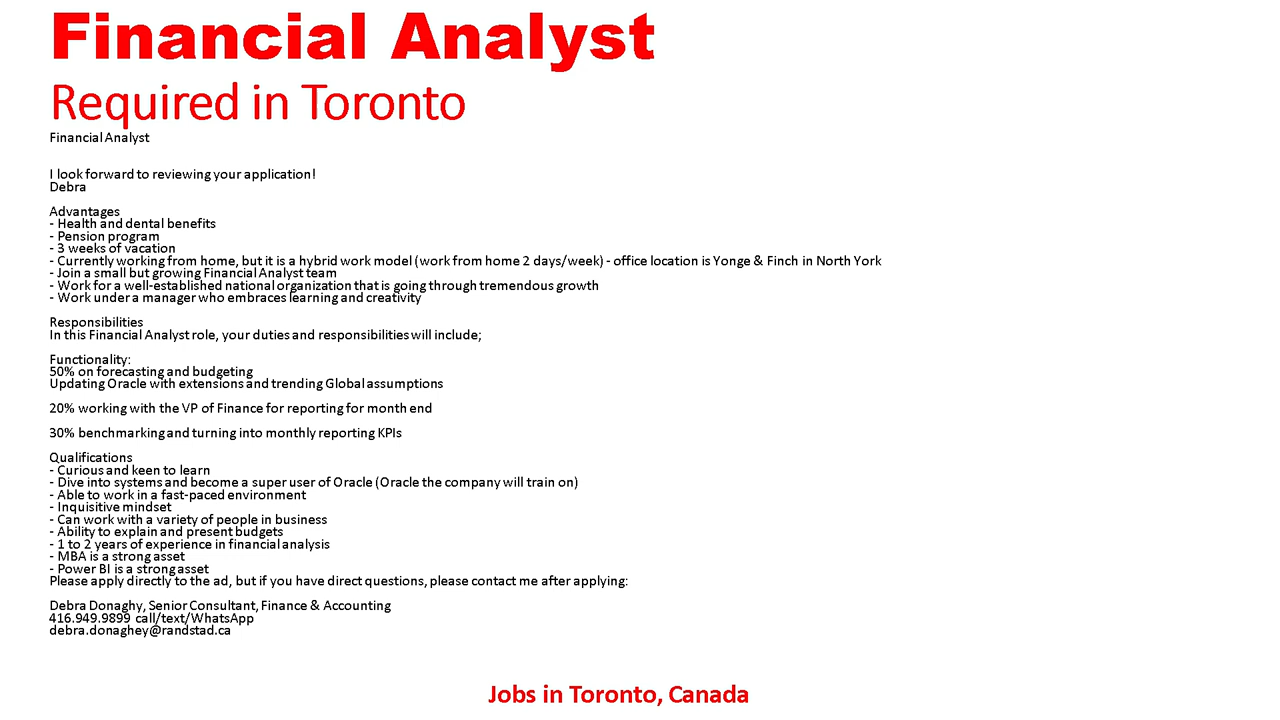 Financial Analyst
Required in Toronto
Financial Analyst
I look forward to reviewing your application!
Debra
Advantages
- Health and dental benefits
- Pension program
- 3 weeks of vacation
- Currently working from home, but it is a hybrid work model (work from home 2 days/week) - office location is Yonge & Finch in North York
- Join a small but growing Financial Analyst team
- Work for a well-established national organization that is going through tremendous growth
- Work under a manager who embraces learning and creativity
Responsibilities
In this Financial Analyst role, your duties and responsibilities will include;
Functionality:
50% on forecasting and budgeting
Updating Oracle with extensions and trending Global assumptions
20% working with the VP of Finance for reporting for month end
30% benchmarking and turning into monthly reporting KPIs
Qualifications
- Curious and keen to learn
- Dive into systems and become a super user of Oracle (Oracle the company will train on)
- Able to work in a fast-paced environment
- Inquisitive mindset
- Can work with a variety of people in business
- Ability to explain and present budgets
- 1 to 2 years of experience in financial analysis
- MBA is a strong asset
- Power BI is a strong asset
Please apply directly to the ad, but if you have direct questions, please contact me after applying:
Debra Donaghy, Senior Consultant, Finance & Accounting
416.949.9899 call/text/WhatsApp
debra.donaghey@randstad.ca
Jobs in Toronto, Canada